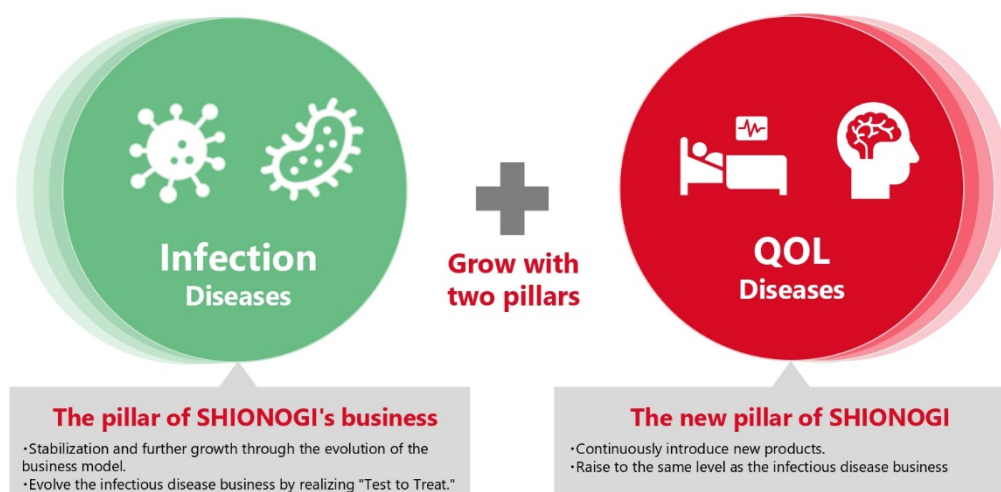 Infection
Diseases
Grow with
two pillars
QOL
Diseases
The pillar of SHIONOGI's business
・Stabilization and further growth through the evolution of the
business model.
・Evolve the infectious disease business by realizing "Test to Treat."
The new pillar of SHIONOGI
・Continuously introduce new products.
・Raise to the same level as the infectious disease business